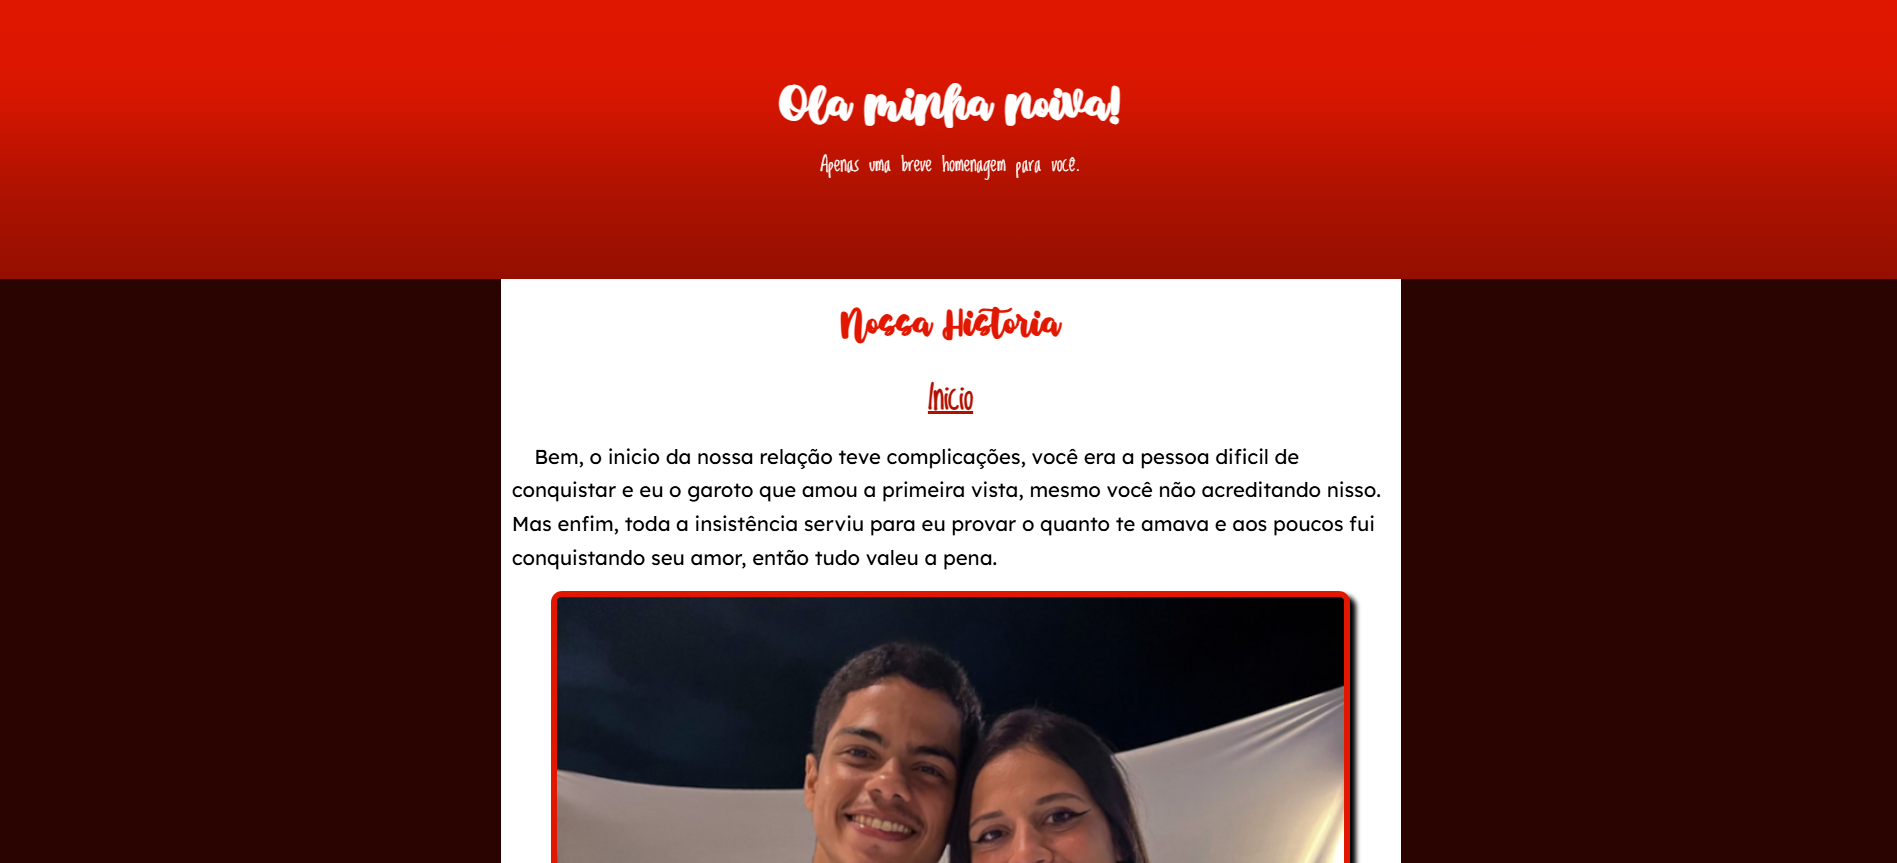 Ola minha noiva!
Apenas uma breve homenagem para você.
Nossa Historia
Inicio
Bem, o inicio da nossa relação teve complicações, você era a pessoa dificil de
conquistar e eu o garoto que amou a primeira vista, mesmo você não acreditando nisso.
Mas enfim, toda a insistência serviu para eu provar o quanto te amava e aos poucos fui
conquistando seu amor, então tudo valeu a pena.